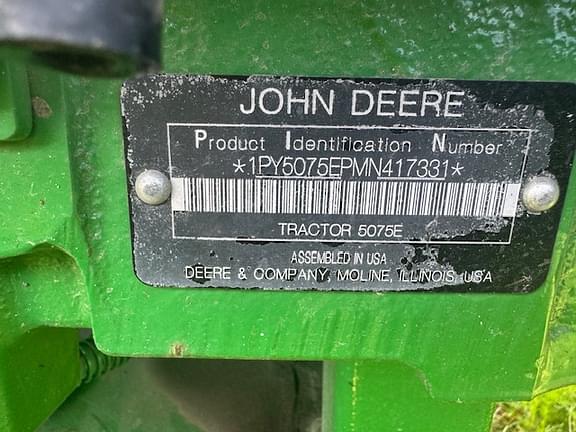 JOHN DEERE
Product Identification Number
*1PY5075EPMN417331*
TRACTOR 5075E
ASSEMBLED IN USA
DEERE & COMPANY, MOLINE, ILLINOIS, USA